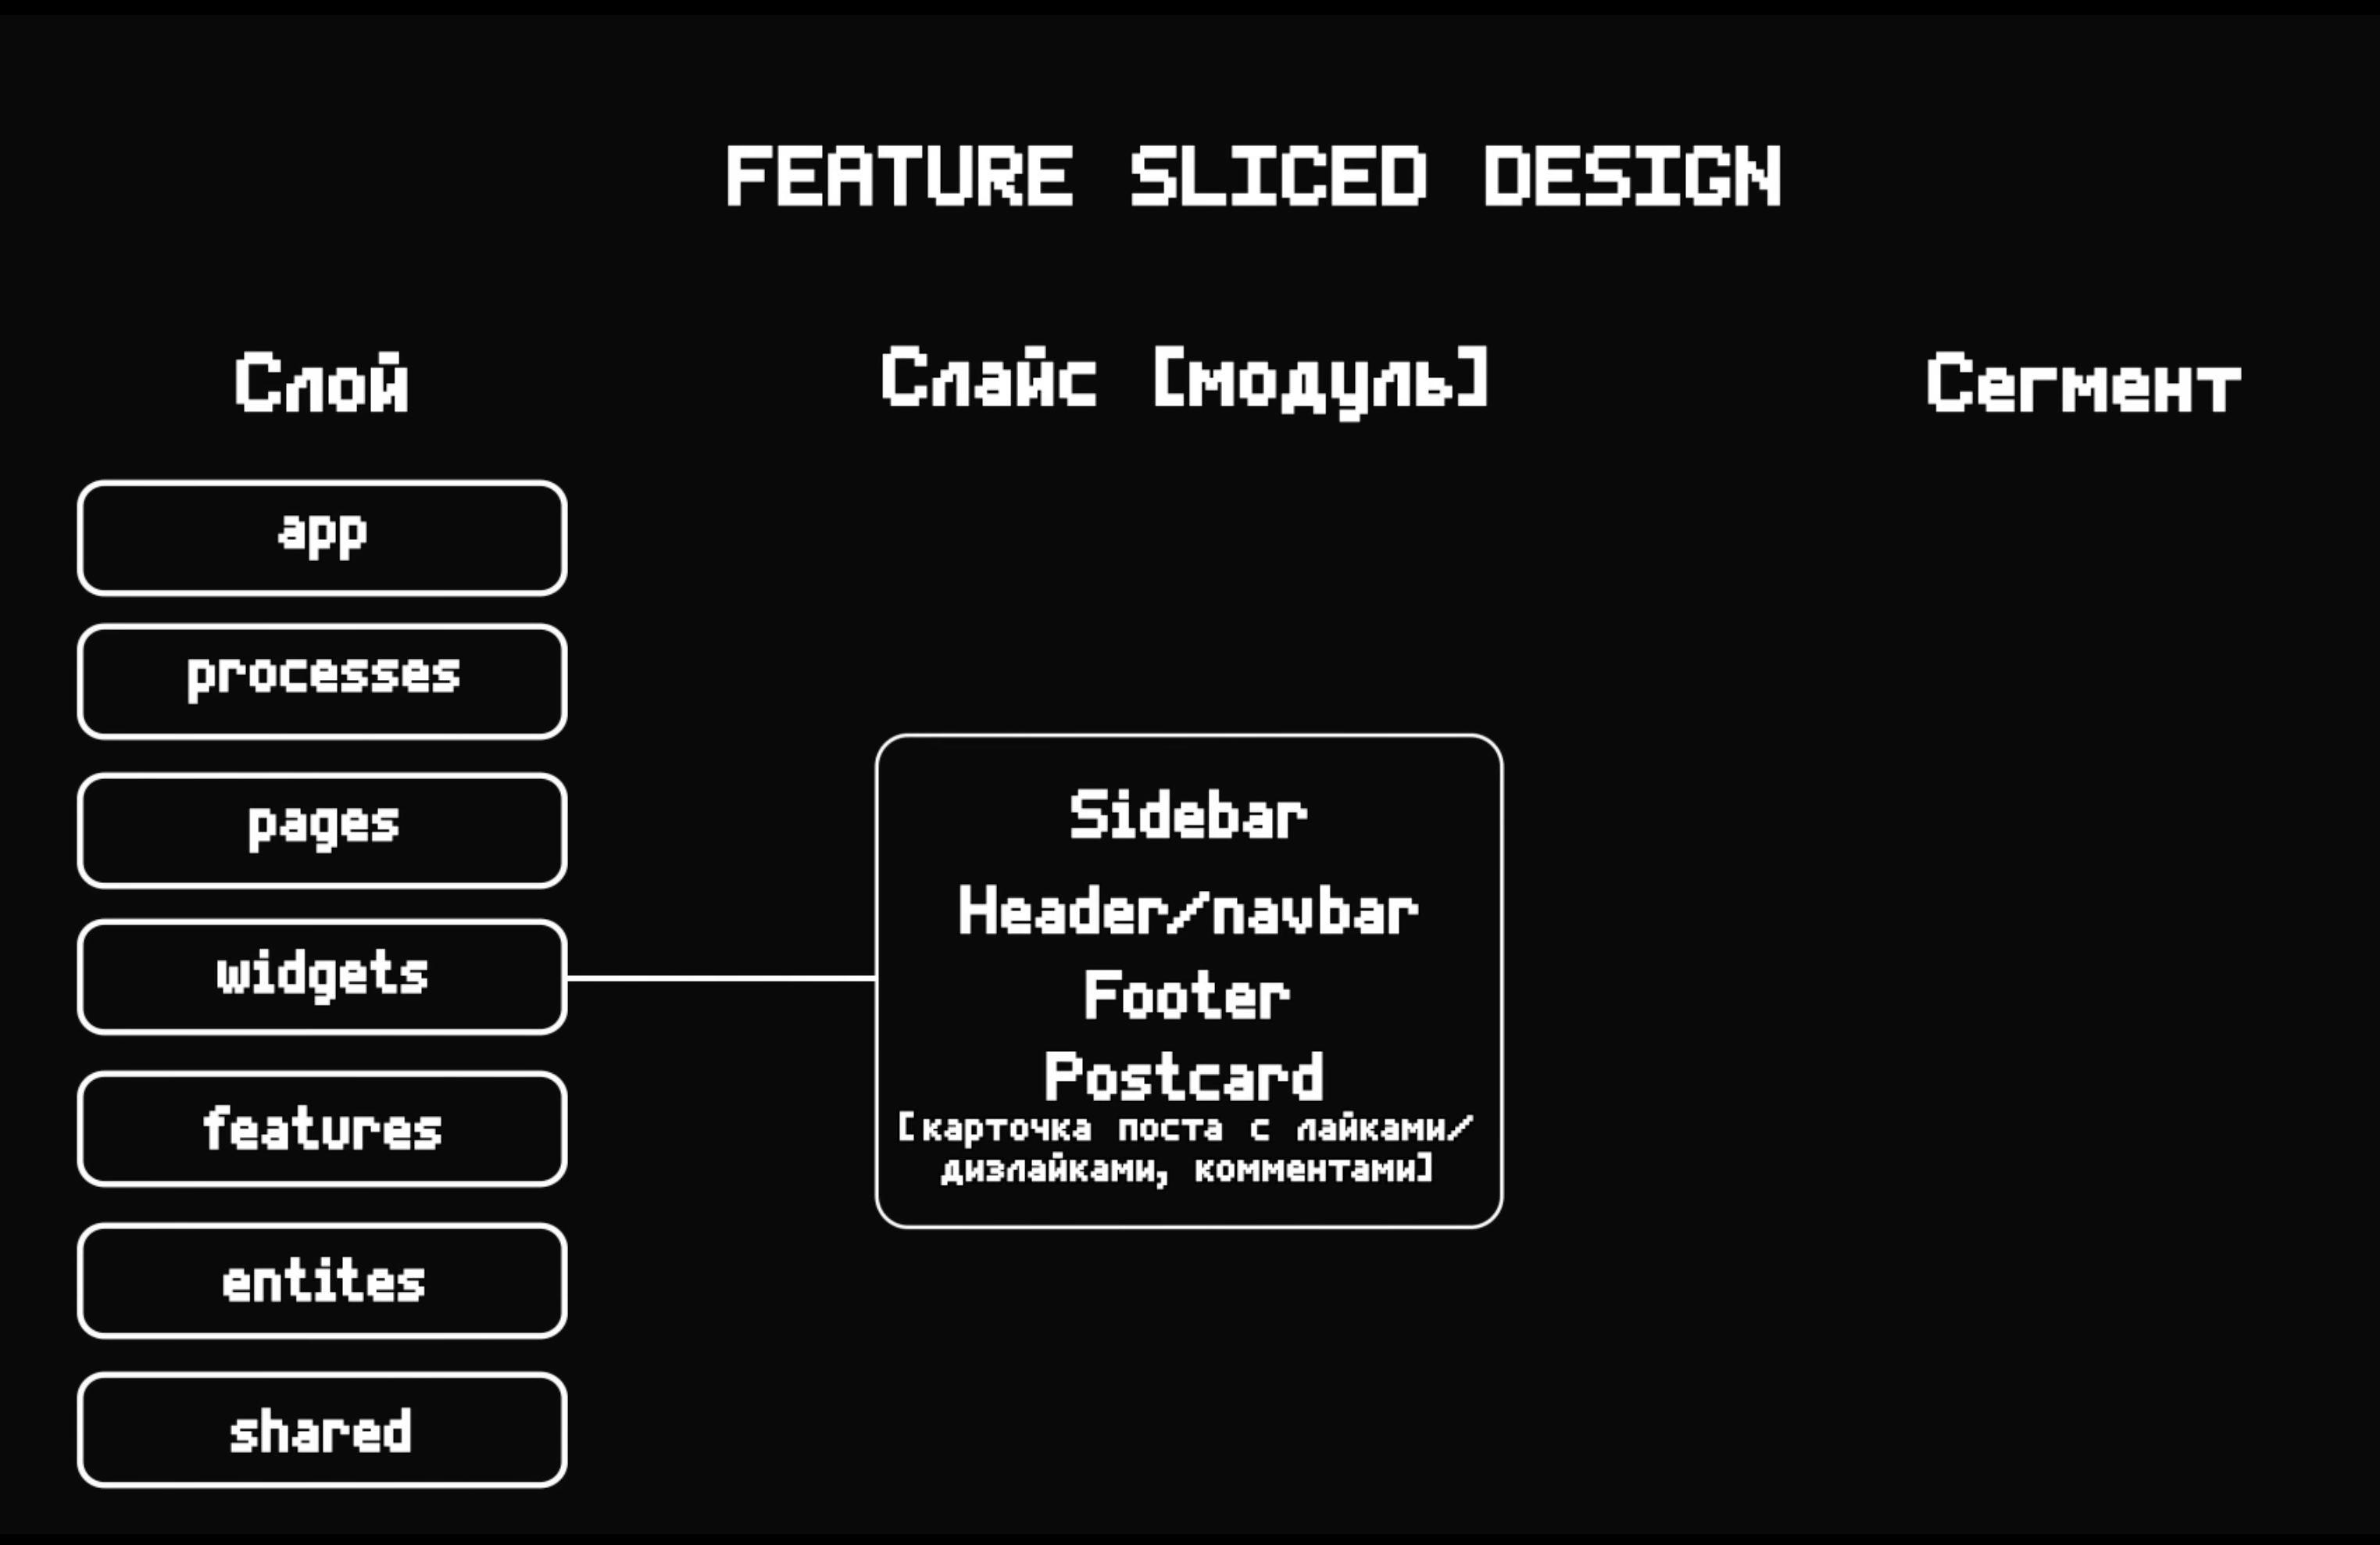 FEATURE SLICED DESIGN
Слой
Слайс [модуль]
Сегмент
app
processes
pages
widgets
features
entites
shared
Sidebar
Header/navbar
Footer
Postcard
[карточка поста с лайками/
дизлайками, комментами]